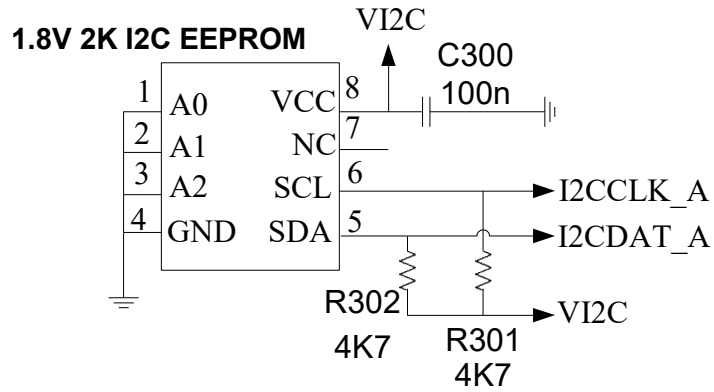 VI2C
1.8V 2K I2C EEPROM
C300
100n
1 A0 VCC 8
2 A1 NC 7
3 A2 SCL 6 I2CCLK_A
4 GND SDA 5 I2CDAT_A
R302
4K7
VI2C
R301
4K7